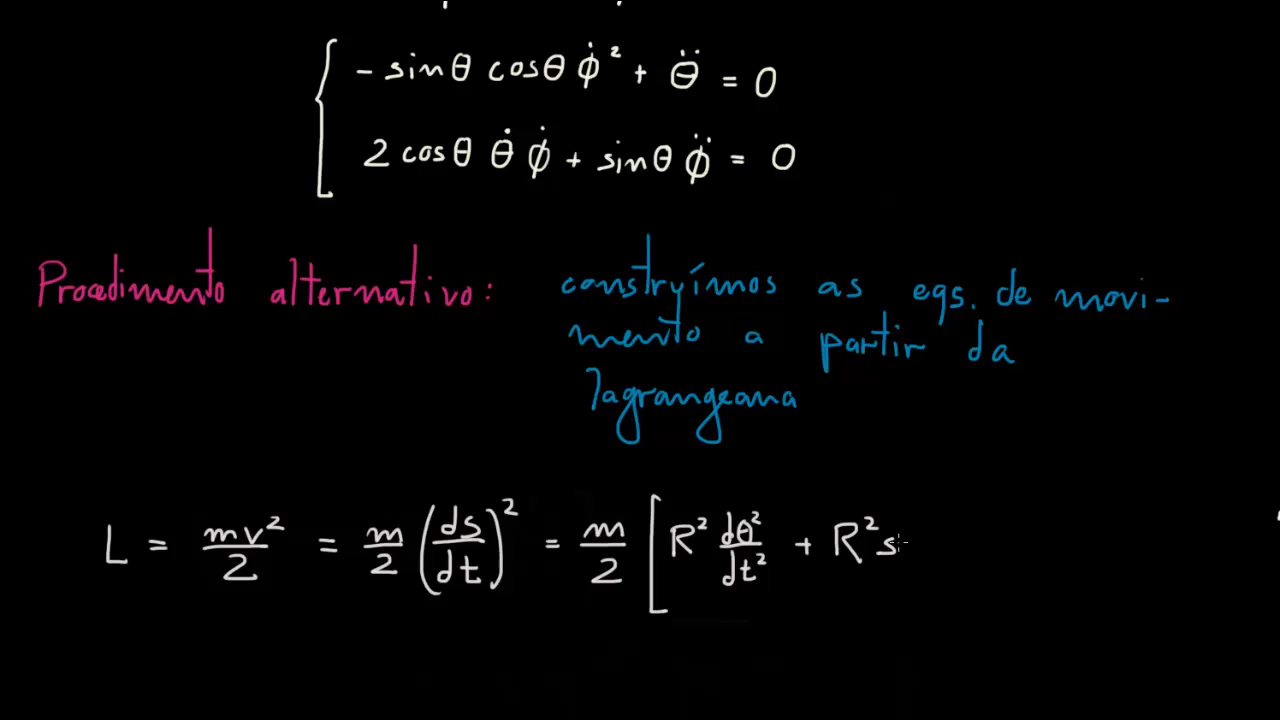 - sinθ cosθ φ̇² + θ̈ = 0
2 cosθ θ̇ φ̇ + sinθ φ̈ = 0
Procedimento alternativo: construímos as eqs. de movi-
mento a partir da
lagrangeana
L = mv²/2 = m/2 (ds/dt)² = m/2 [R² dθ²/dt² + R² s